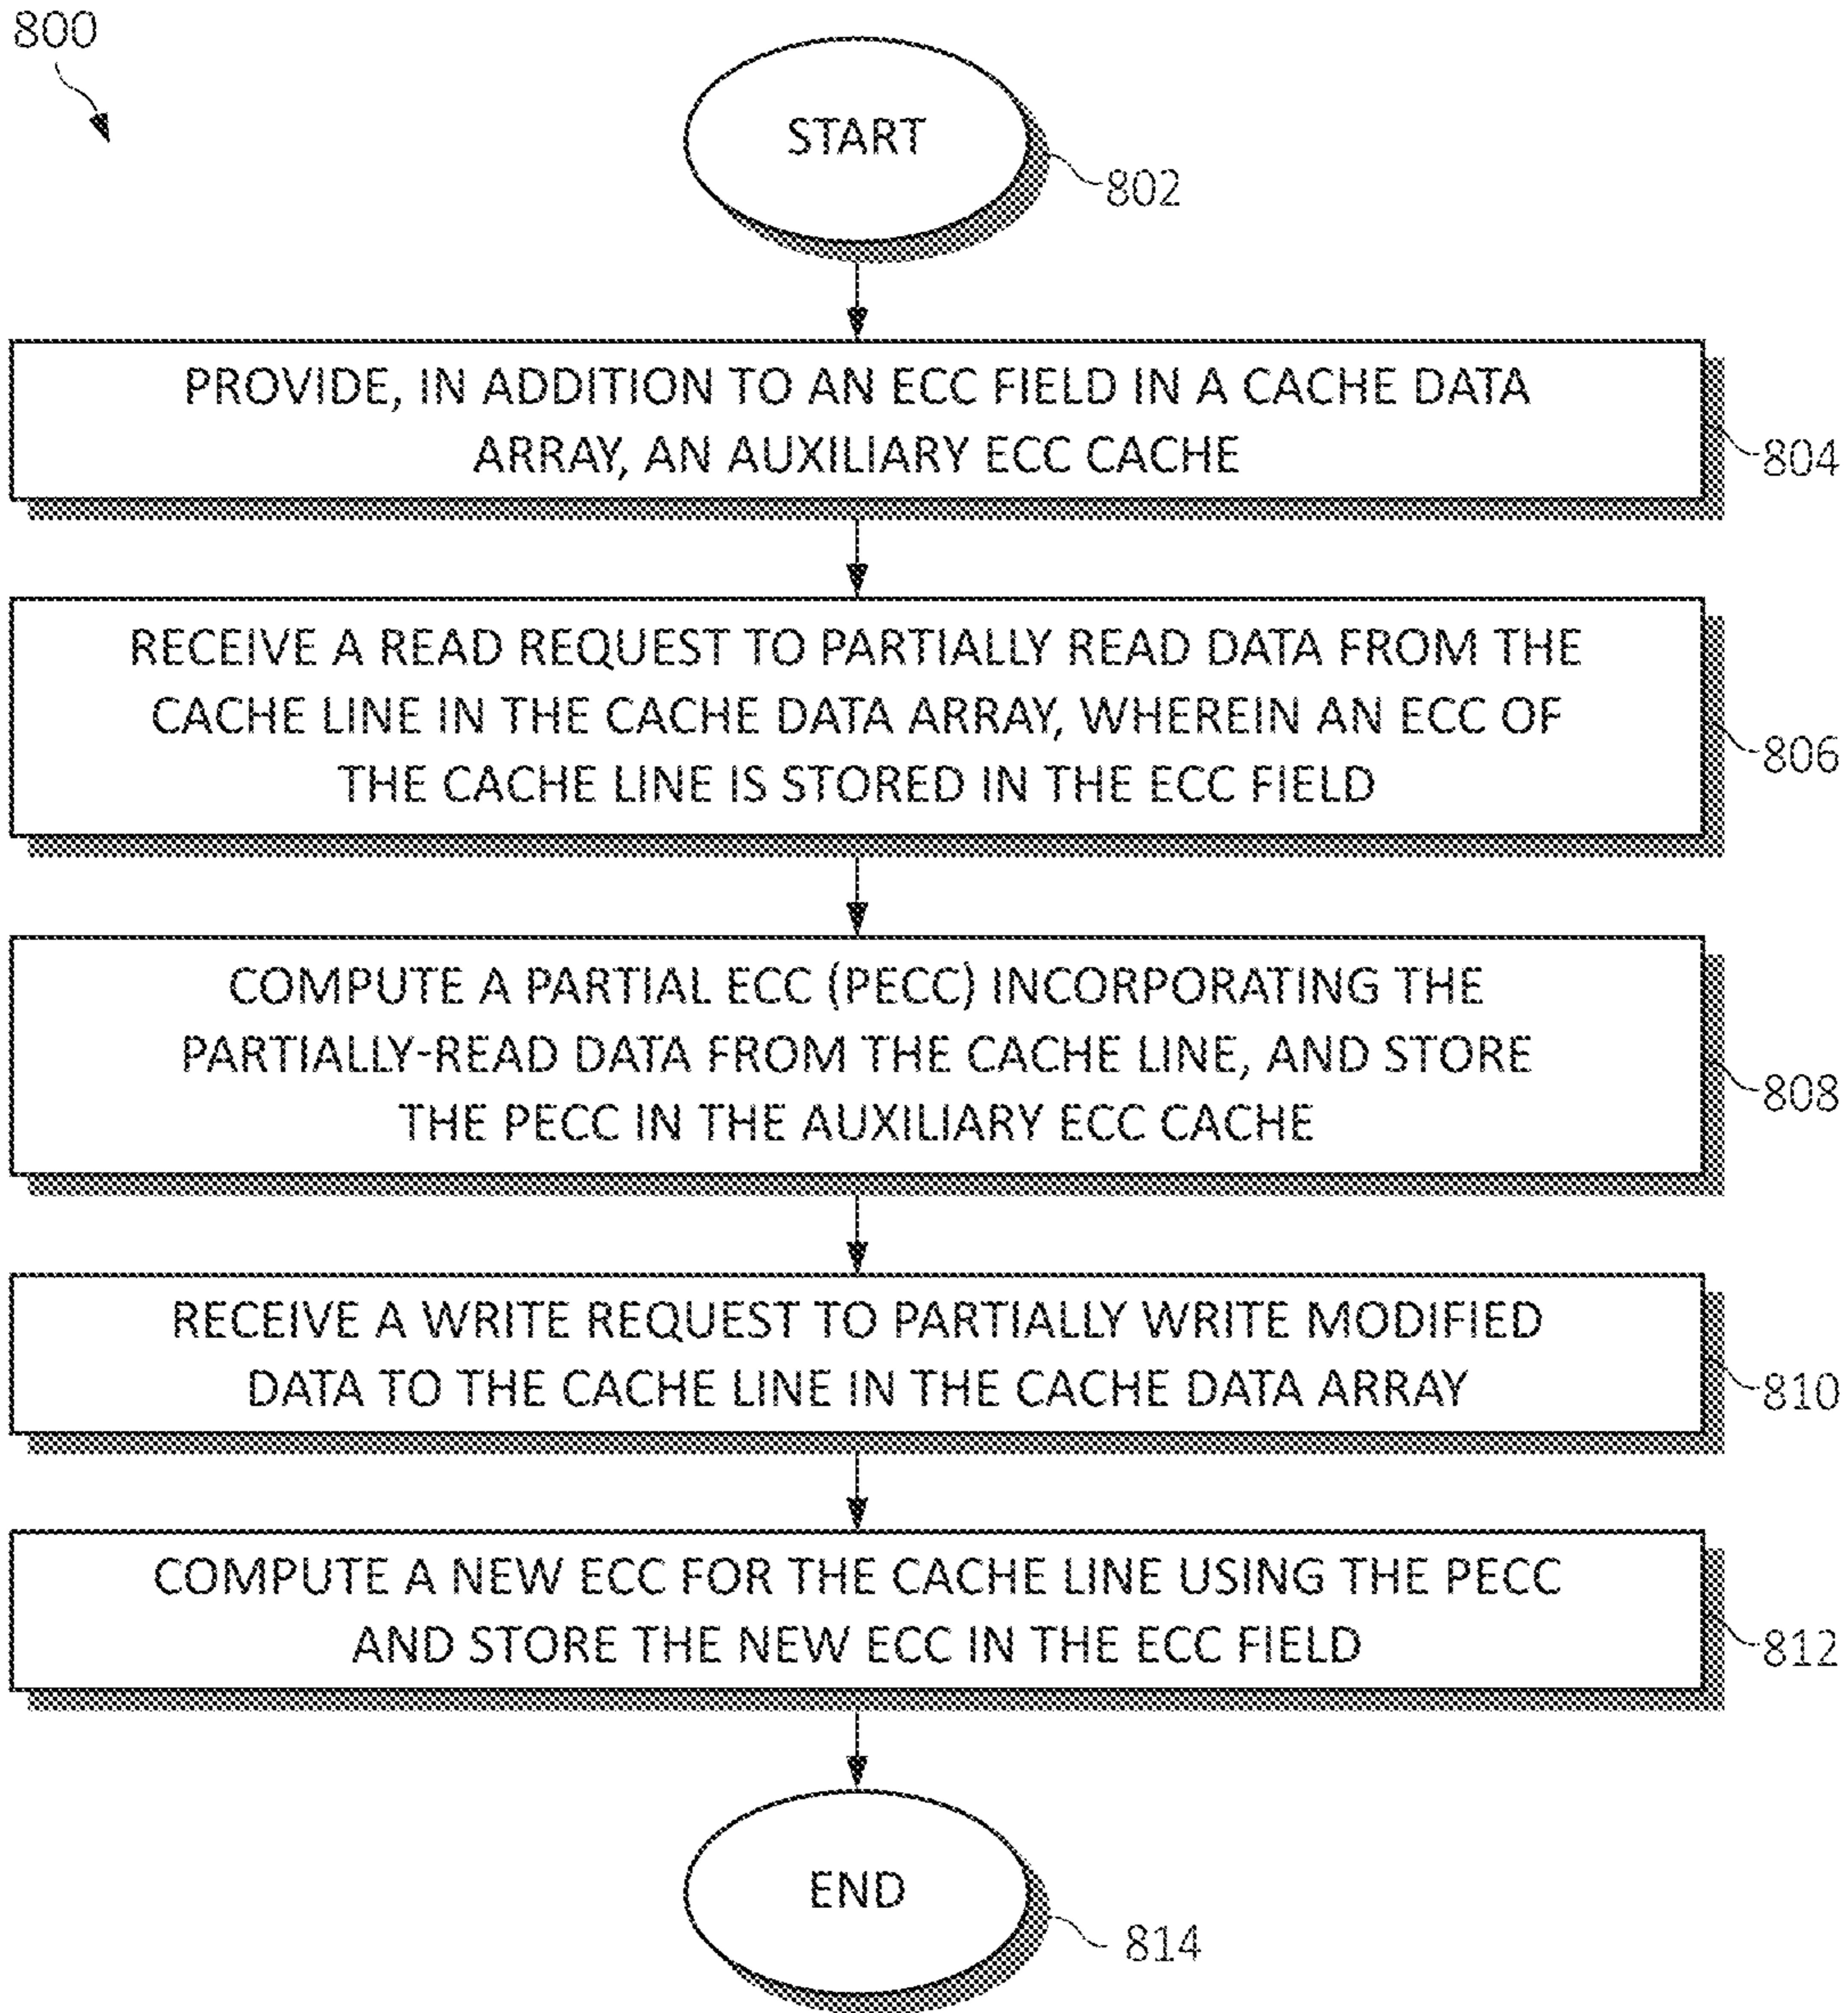 800
START
802
PROVIDE, IN ADDITION TO AN ECC FIELD IN A CACHE DATA
ARRAY, AN AUXILIARY ECC CACHE
804
RECEIVE A READ REQUEST TO PARTIALLY READ DATA FROM THE
CACHE LINE IN THE CACHE DATA ARRAY, WHEREIN AN ECC OF
THE CACHE LINE IS STORED IN THE ECC FIELD
806
COMPUTE A PARTIAL ECC (PECC) INCORPORATING THE
PARTIALLY-READ DATA FROM THE CACHE LINE, AND STORE
THE PECC IN THE AUXILIARY ECC CACHE
808
RECEIVE A WRITE REQUEST TO PARTIALLY WRITE MODIFIED
DATA TO THE CACHE LINE IN THE CACHE DATA ARRAY
810
COMPUTE A NEW ECC FOR THE CACHE LINE USING THE PECC
AND STORE THE NEW ECC IN THE ECC FIELD
812
END
814